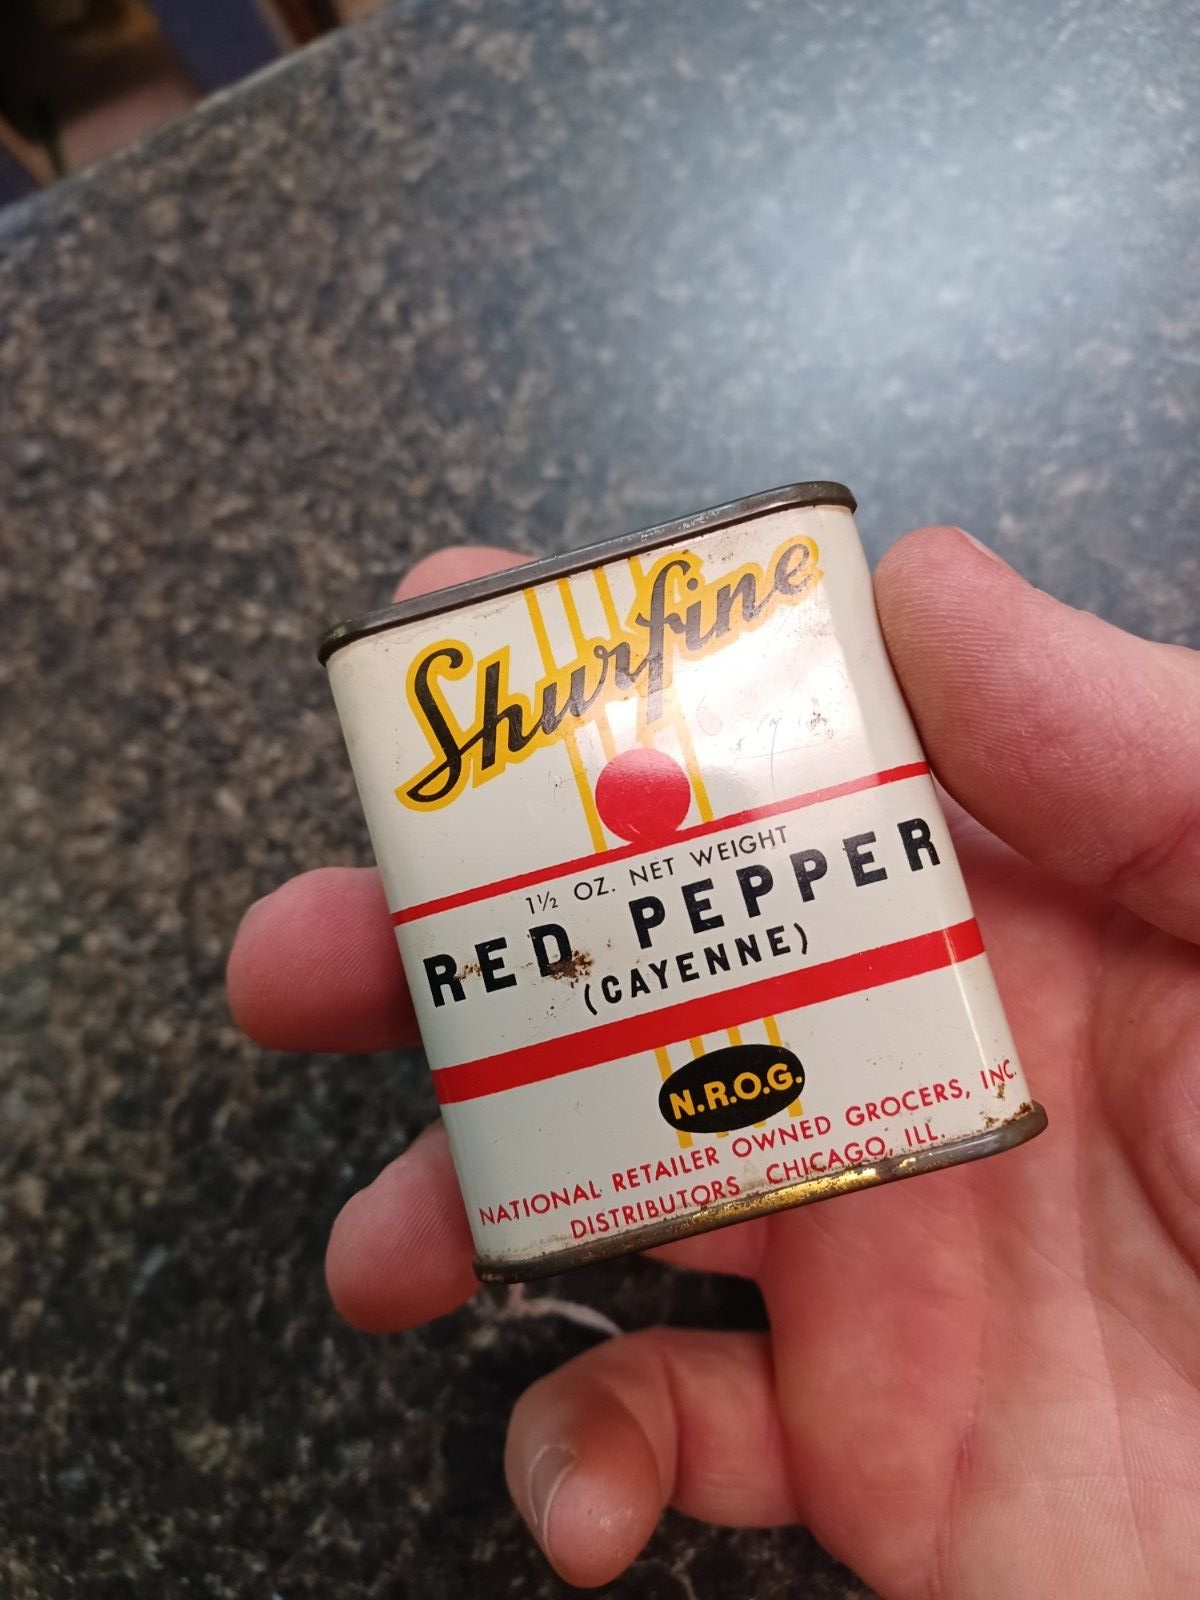 Shurfine
1½ OZ. NET WEIGHT
RED PEPPER
(CAYENNE)
N.R.O.G.
NATIONAL RETAILER OWNED GROCERS, INC.
DISTRIBUTORS CHICAGO, ILL.